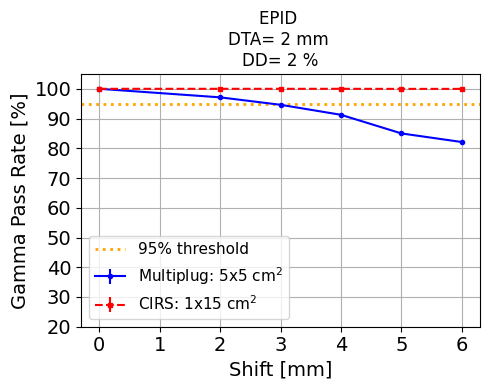 EPID
DTA= 2 mm
DD= 2 %
Gamma Pass Rate [%]
100
90
80
70
60
50
40
30
20
95% threshold
Multiplug: 5x5 cm²
CIRS: 1x15 cm²
0 1 2 3 4 5 6
Shift [mm]